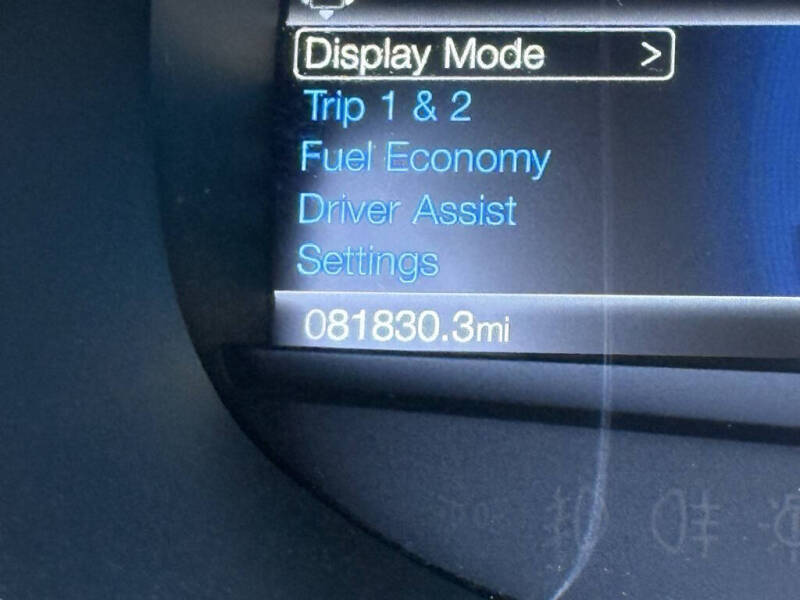 Display Mode >
Trip 1 & 2
Fuel Economy
Driver Assist
Settings
081830.3mi